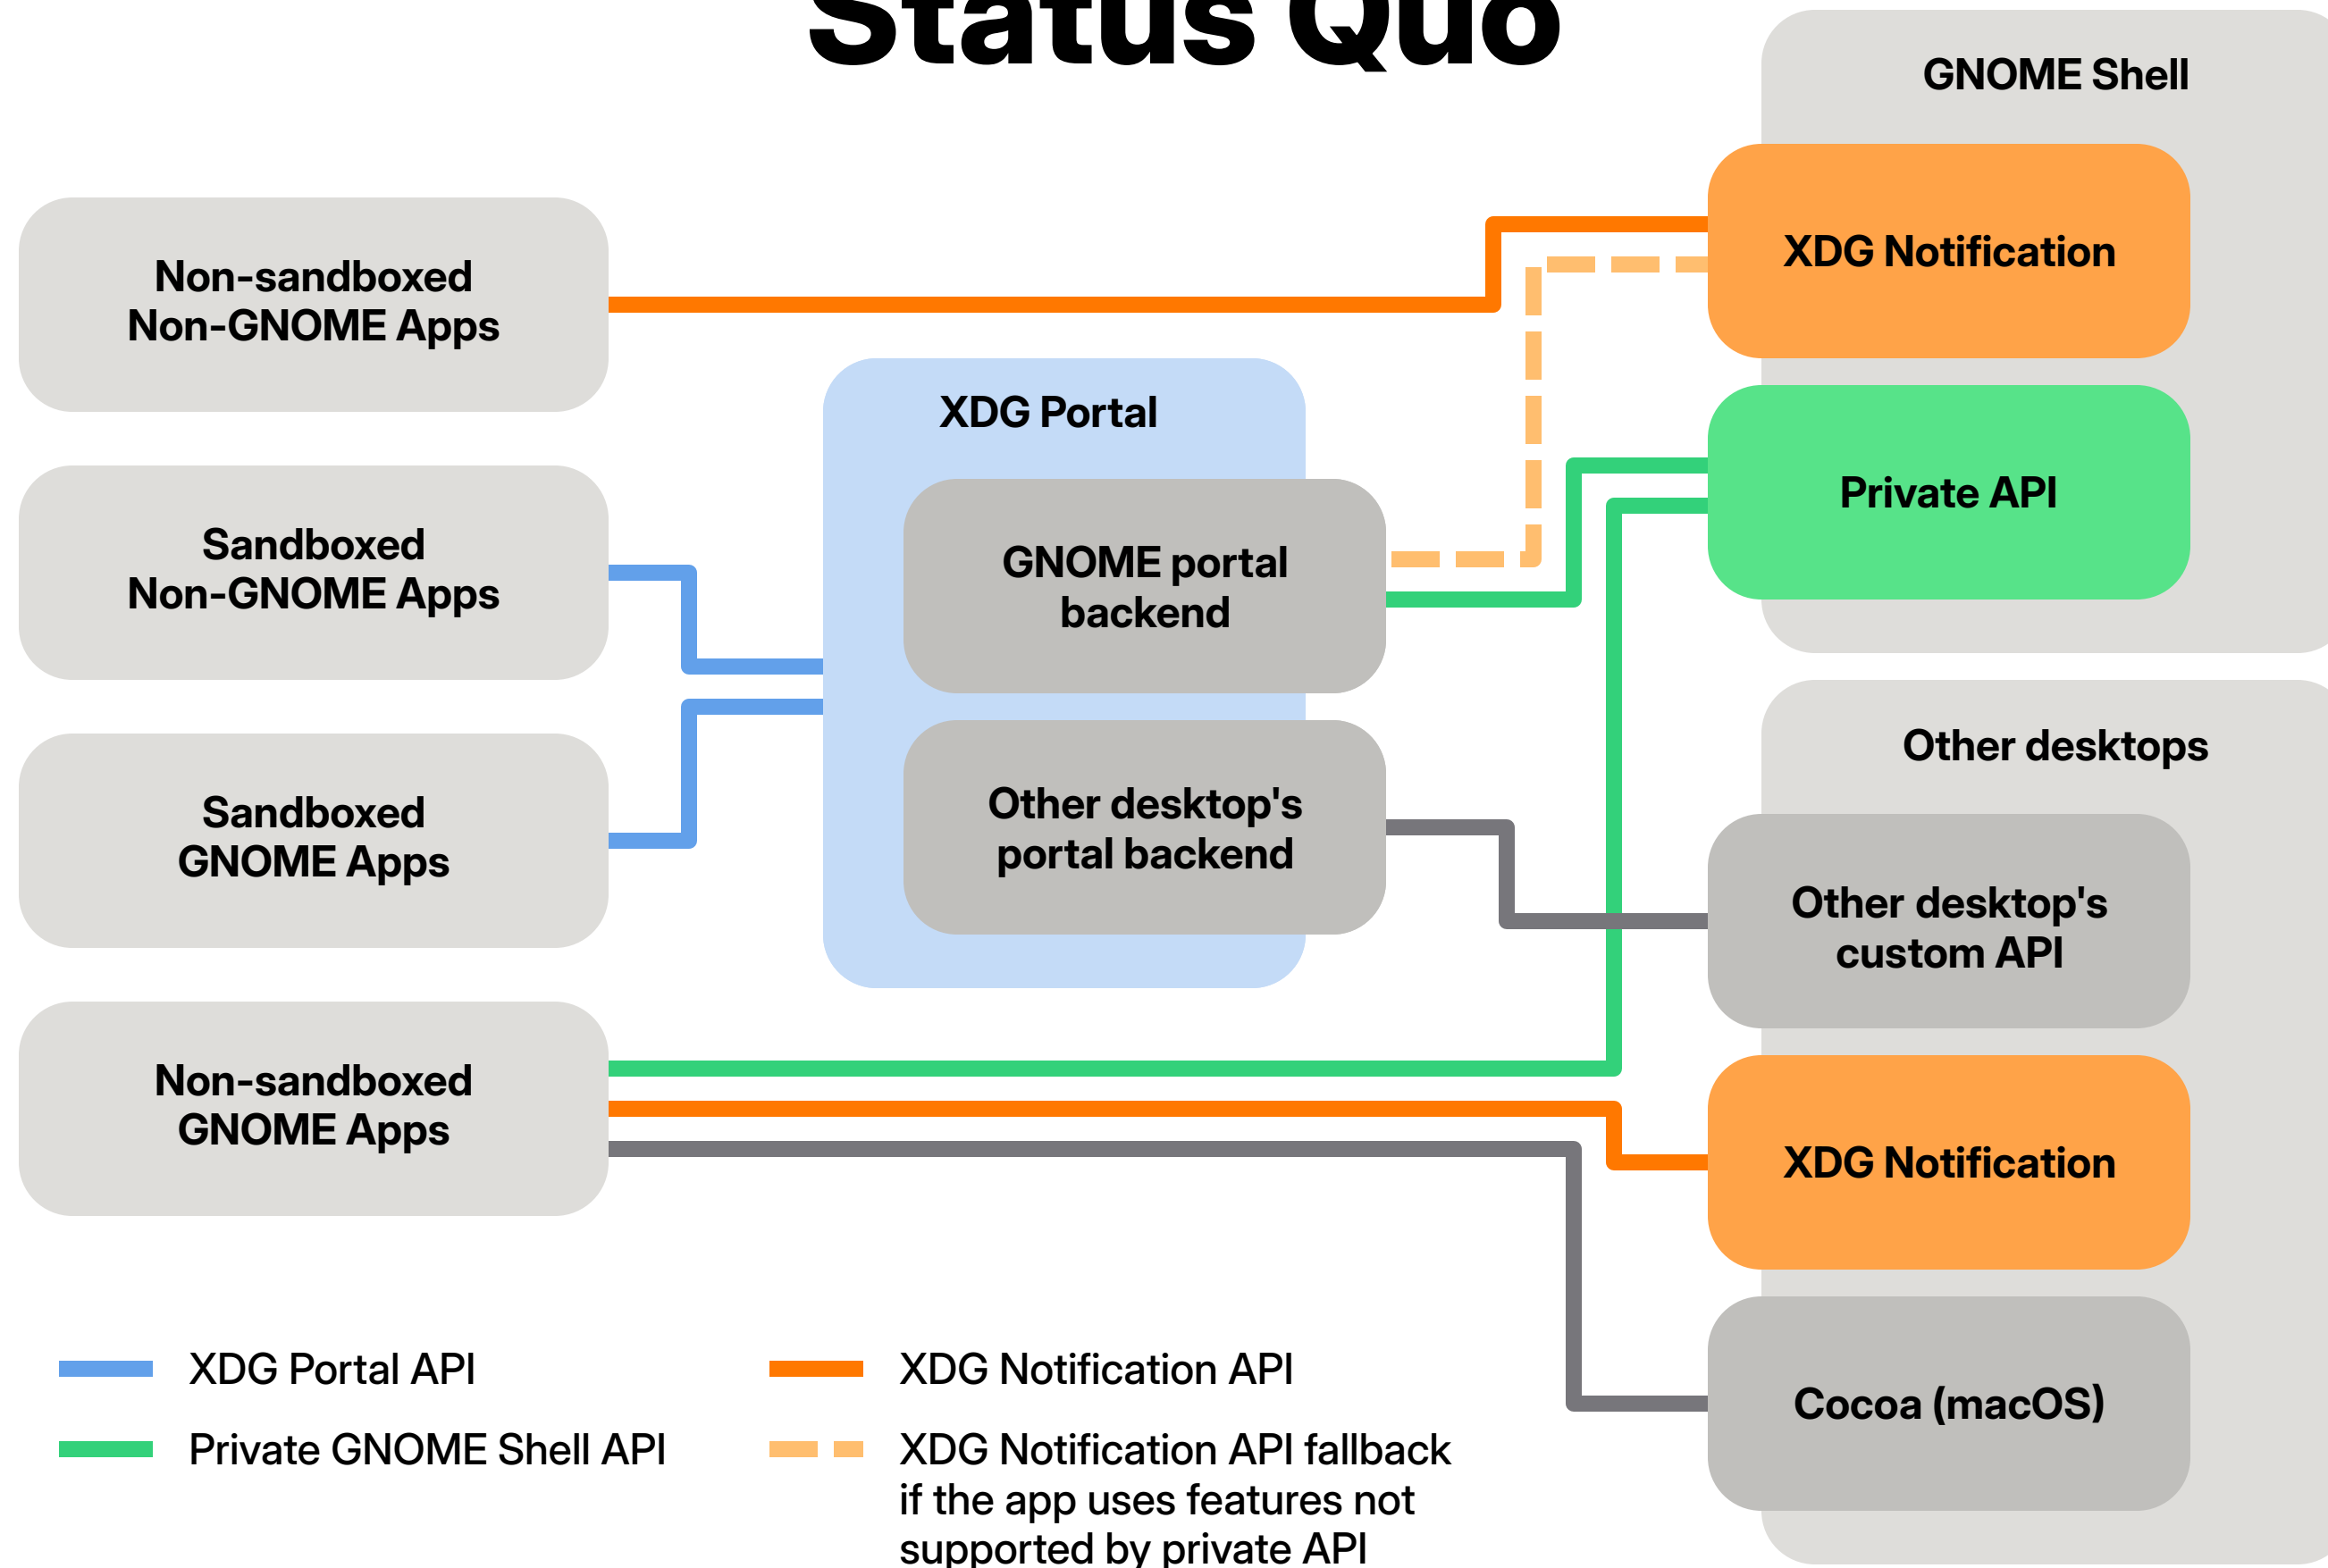 Status Quo
GNOME Shell
XDG Notification
Non-sandboxed
Non-GNOME Apps
XDG Portal
Private API
GNOME portal
backend
Sandboxed
Non-GNOME Apps
Other desktops
Other desktop's
portal backend
Sandboxed
GNOME Apps
Other desktop's
custom API
Non-sandboxed
GNOME Apps
XDG Notification
Cocoa (macOS)
XDG Portal API
XDG Notification API
Private GNOME Shell API
XDG Notification API fallback
if the app uses features not
supported by private API